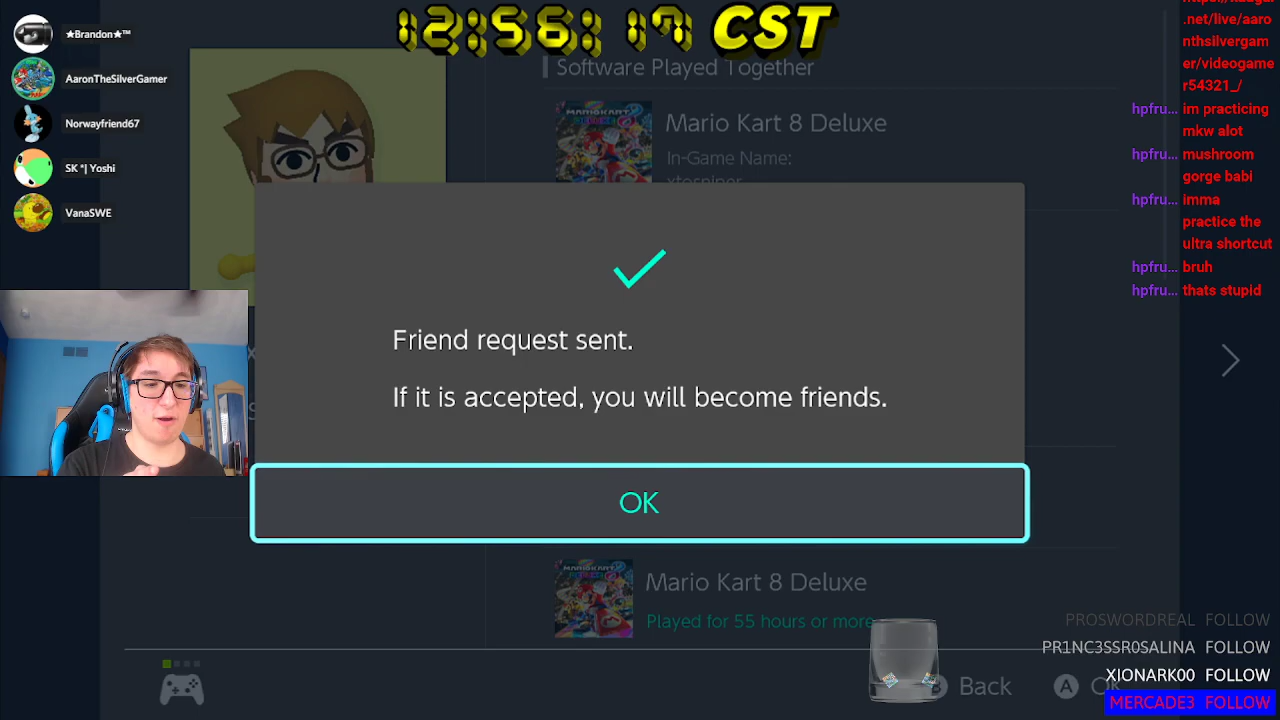 ★Brandon★™
AaronTheSilverGamer
Norwayfriend67
SK *| Yoshi
VanaSWE
12:56: 17 CST
Software Played Together
Mario Kart 8 Deluxe
In-Game Name:
Friend request sent.
If it is accepted, you will become friends.
OK
Mario Kart 8 Deluxe
Played for 55 hours or more
Back
A
.net/live/aaro
nthsilvergam
er/videogame
r54321_/
hpfru... im practicing
mkw alot
hpfru... mushroom
gorge babi
hpfru... imma
practice the
ultra shortcut
hpfru... bruh
hpfru... thats stupid
PROSWORDREAL FOLLOW
PR1NC3SSR0SALINA FOLLOW
XIONARK00 FOLLOW
MERCADE3 FOLLOW